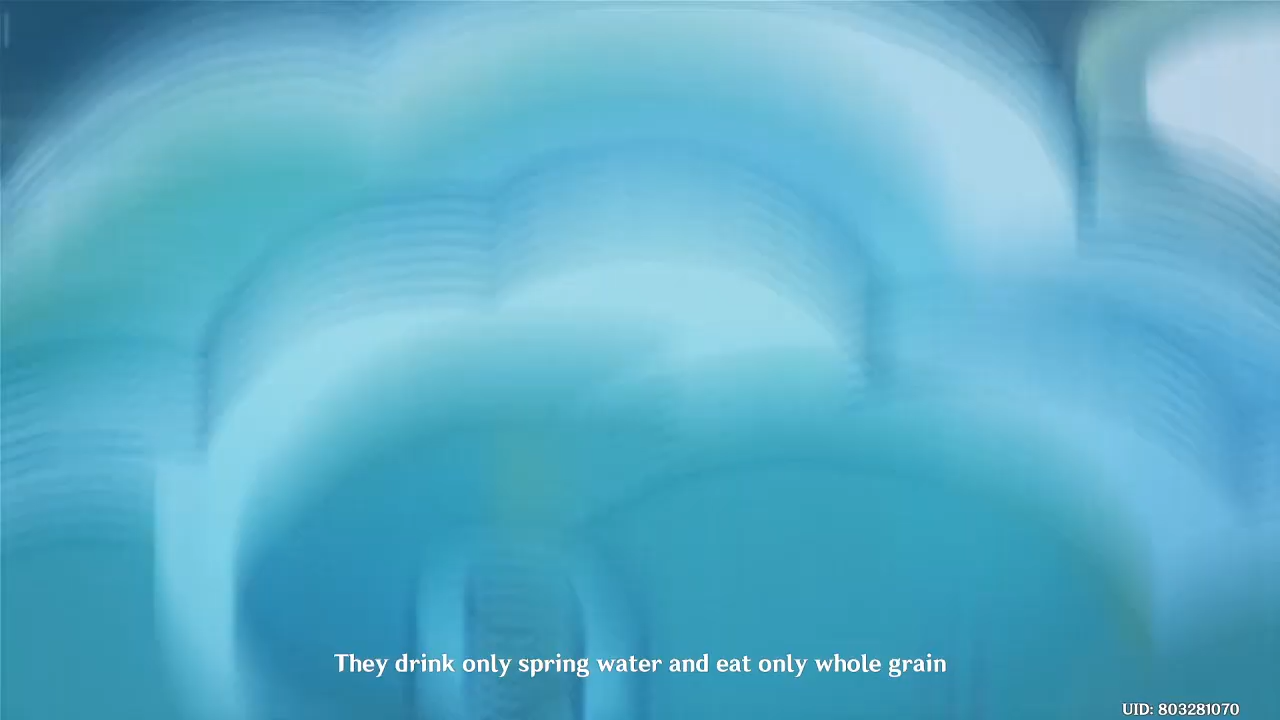 They drink only spring water and eat only whole grain
UID: 803281070